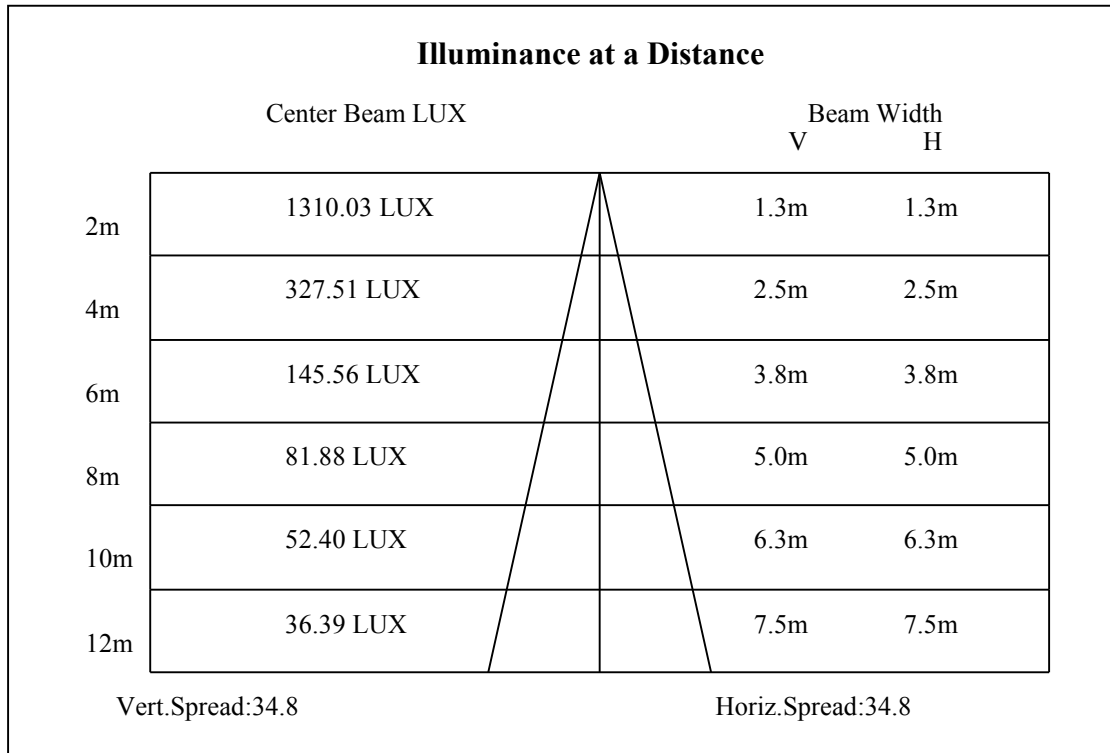 Illuminance at a Distance
Center Beam LUX Beam Width
V H
2m 1310.03 LUX 1.3m 1.3m
4m 327.51 LUX 2.5m 2.5m
6m 145.56 LUX 3.8m 3.8m
8m 81.88 LUX 5.0m 5.0m
10m 52.40 LUX 6.3m 6.3m
12m 36.39 LUX 7.5m 7.5m
Vert.Spread:34.8 Horiz.Spread:34.8